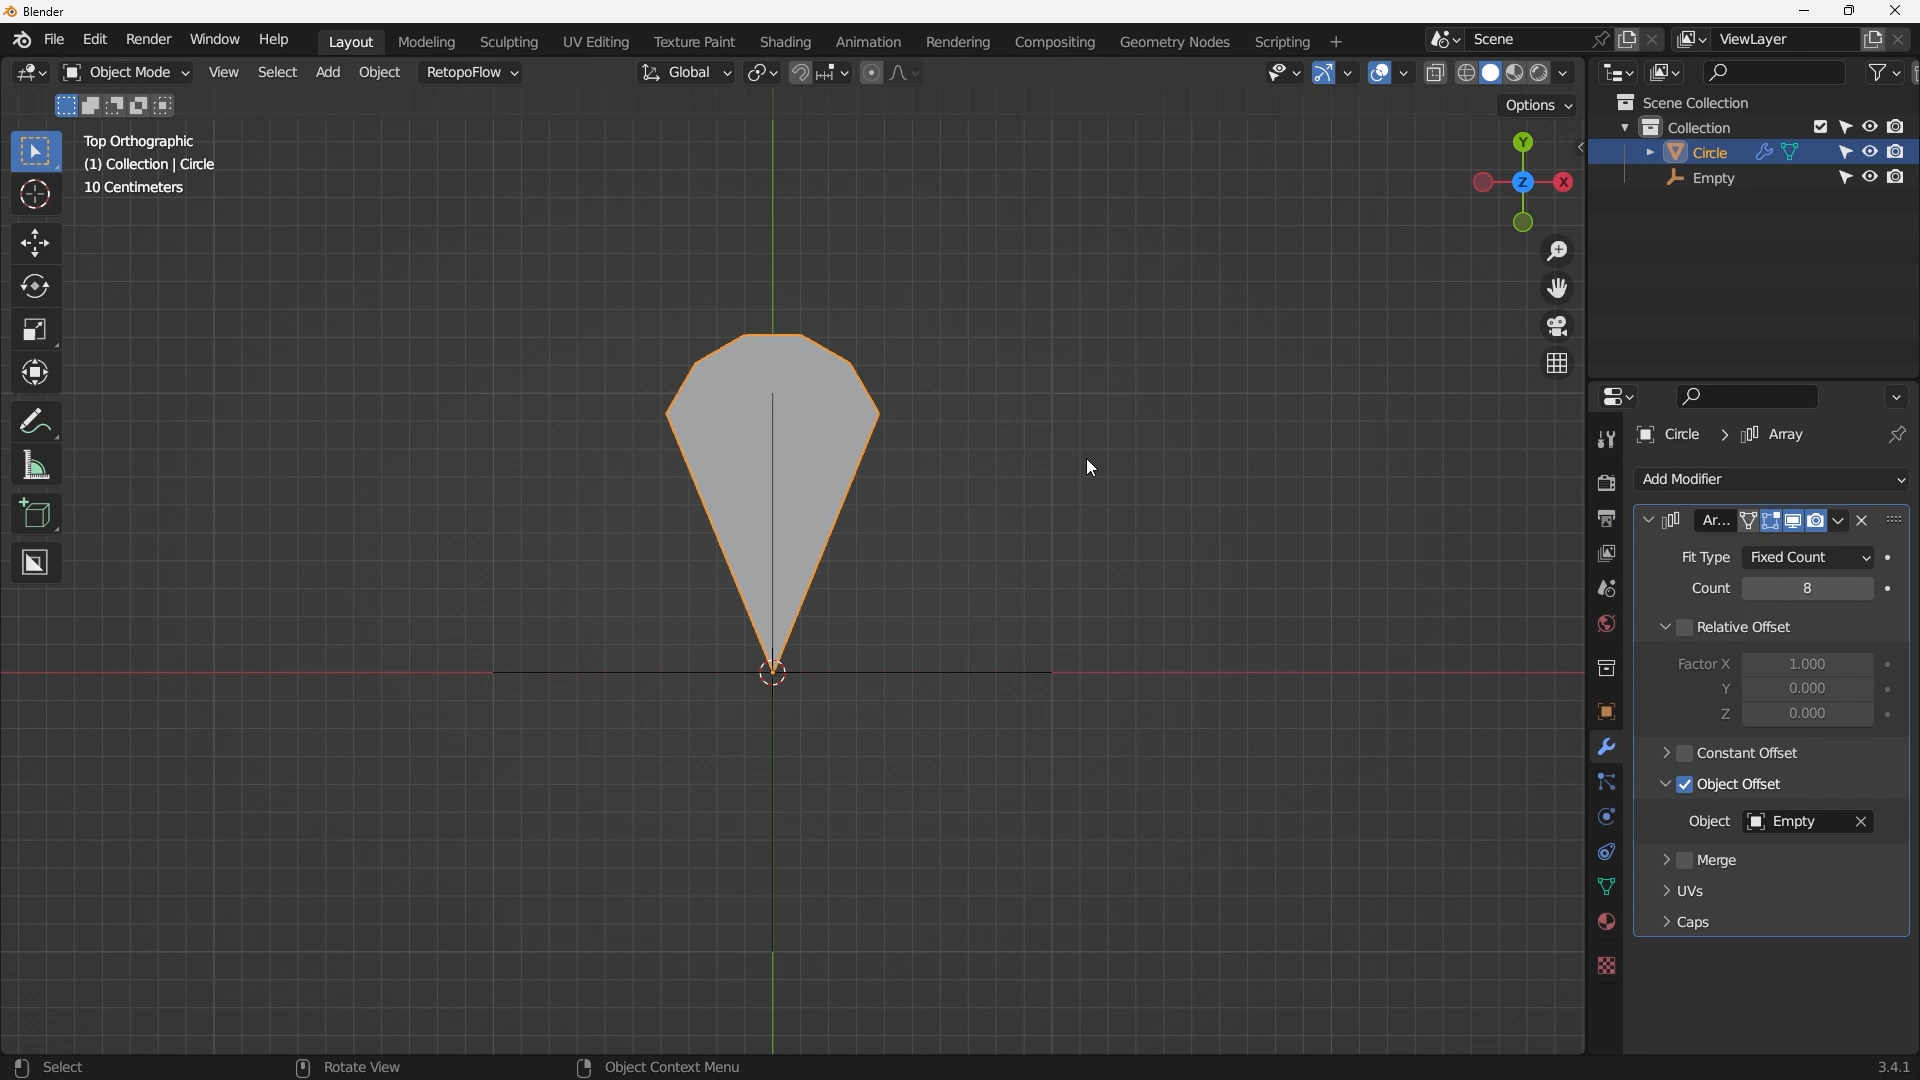 Blender
File Edit Render Window Help Layout Modeling Sculpting UV Editing Texture Paint Shading Animation Rendering Compositing Geometry Nodes Scripting + Scene ViewLayer
Object Mode View Select Add Object RetopoFlow Global
Options
Top Orthographic
(1) Collection | Circle
10 Centimeters
Y
Z
X
Scene Collection
Collection
Circle
Empty
Circle > Array
Add Modifier
Ar...
Fit Type Fixed Count
Count 8
Relative Offset
Factor X 1.000
Y 0.000
Z 0.000
Constant Offset
Object Offset
Object Empty
Merge
UVs
Caps
Select Rotate View Object Context Menu 3.4.1